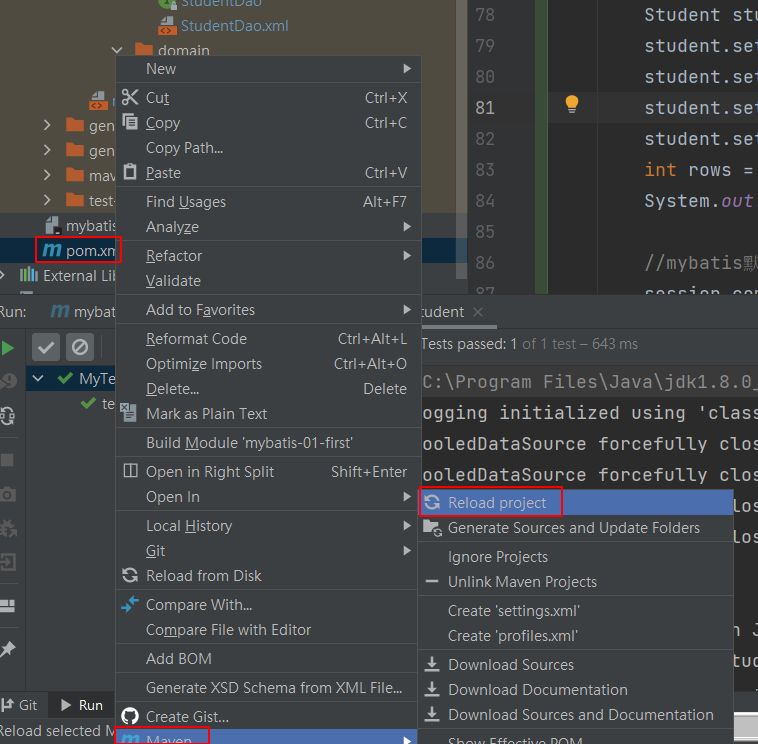 StudentDao
StudentDao.xml
domain
gen
gen
mav
test-
mybatis
pom.xm
External Lib
New
Cut Ctrl+X
Copy Ctrl+C
Copy Path...
Paste Ctrl+V
Find Usages Alt+F7
Analyze
Refactor
Validate
Add to Favorites
Reformat Code Ctrl+Alt+L
Optimize Imports Ctrl+Alt+O
Delete... Delete
Mark as Plain Text
Build Module 'mybatis-01-first'
Open in Right Split Shift+Enter
Open In
Local History
Git
Reload from Disk
Compare With...
Compare File with Editor
Add BOM
Generate XSD Schema from XML File...
Create Gist...
Maven
Reload project
Generate Sources and Update Folders
Ignore Projects
Unlink Maven Projects
Create 'settings.xml'
Create 'profiles.xml'
Download Sources
Download Documentation
Download Sources and Documentation
Show Effective POM
78 Student stu
79 student.set
80 student.set
81 student.set
82 student.set
83 int rows =
84 System.out
85
86 //mybatis默
87 session.com
Run: mybat
tudent
Tests passed: 1 of 1 test – 643 ms
MyTe
te
C:\Program Files\Java\jdk1.8.0_
ogging initialized using 'class
ooledDataSource forcefully clos
ooledDataSource forcefully clos
los
los
n J
tud
Git Run
Reload selected M